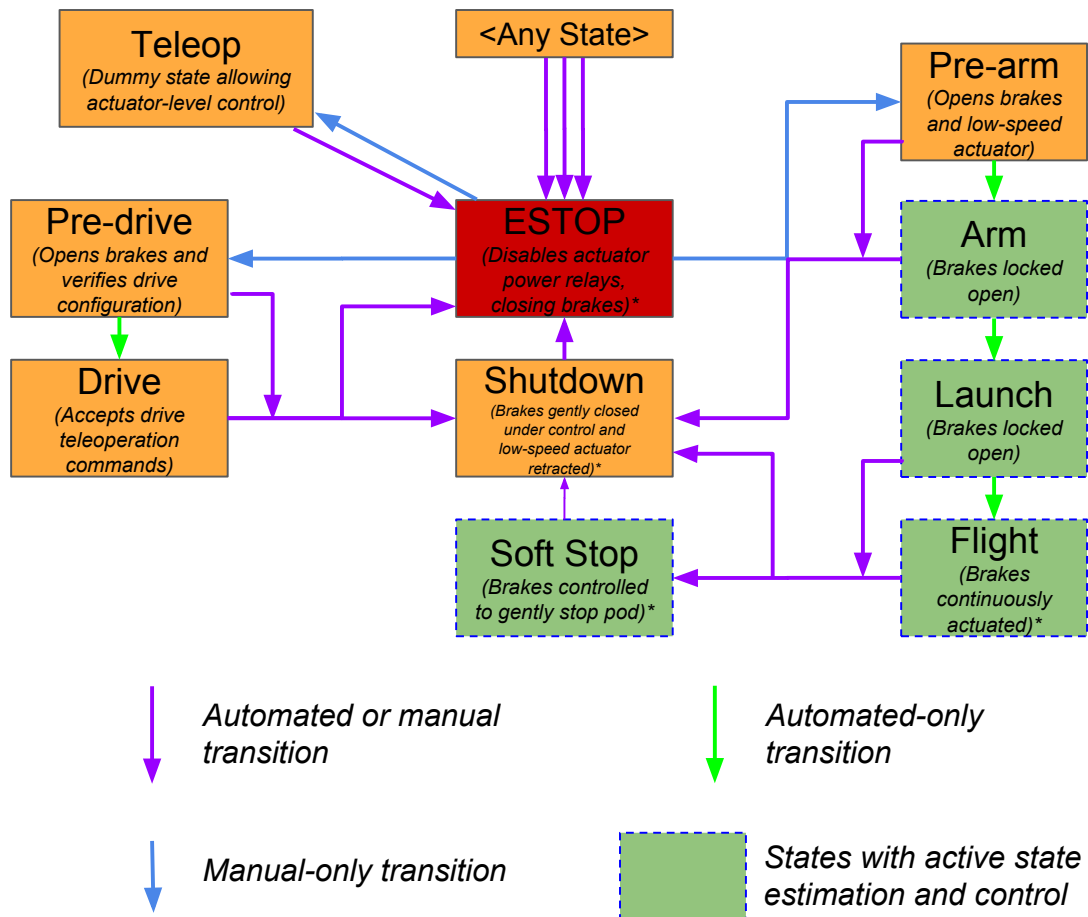 Teleop
(Dummy state allowing
actuator-level control)
<Any State>
Pre-arm
(Opens brakes
and low-speed
actuator)
Pre-drive
(Opens brakes and
verifies drive
configuration)
ESTOP
(Disables actuator
power relays,
closing brakes)*
Arm
(Brakes locked
open)
Drive
(Accepts drive
teleoperation
commands)
Shutdown
(Brakes gently closed
under control and
low-speed actuator
retracted)*
Launch
(Brakes locked
open)
Soft Stop
(Brakes controlled
to gently stop pod)*
Flight
(Brakes
continuously
actuated)*
Automated or manual
transition
Automated-only
transition
Manual-only transition
States with active state
estimation and control